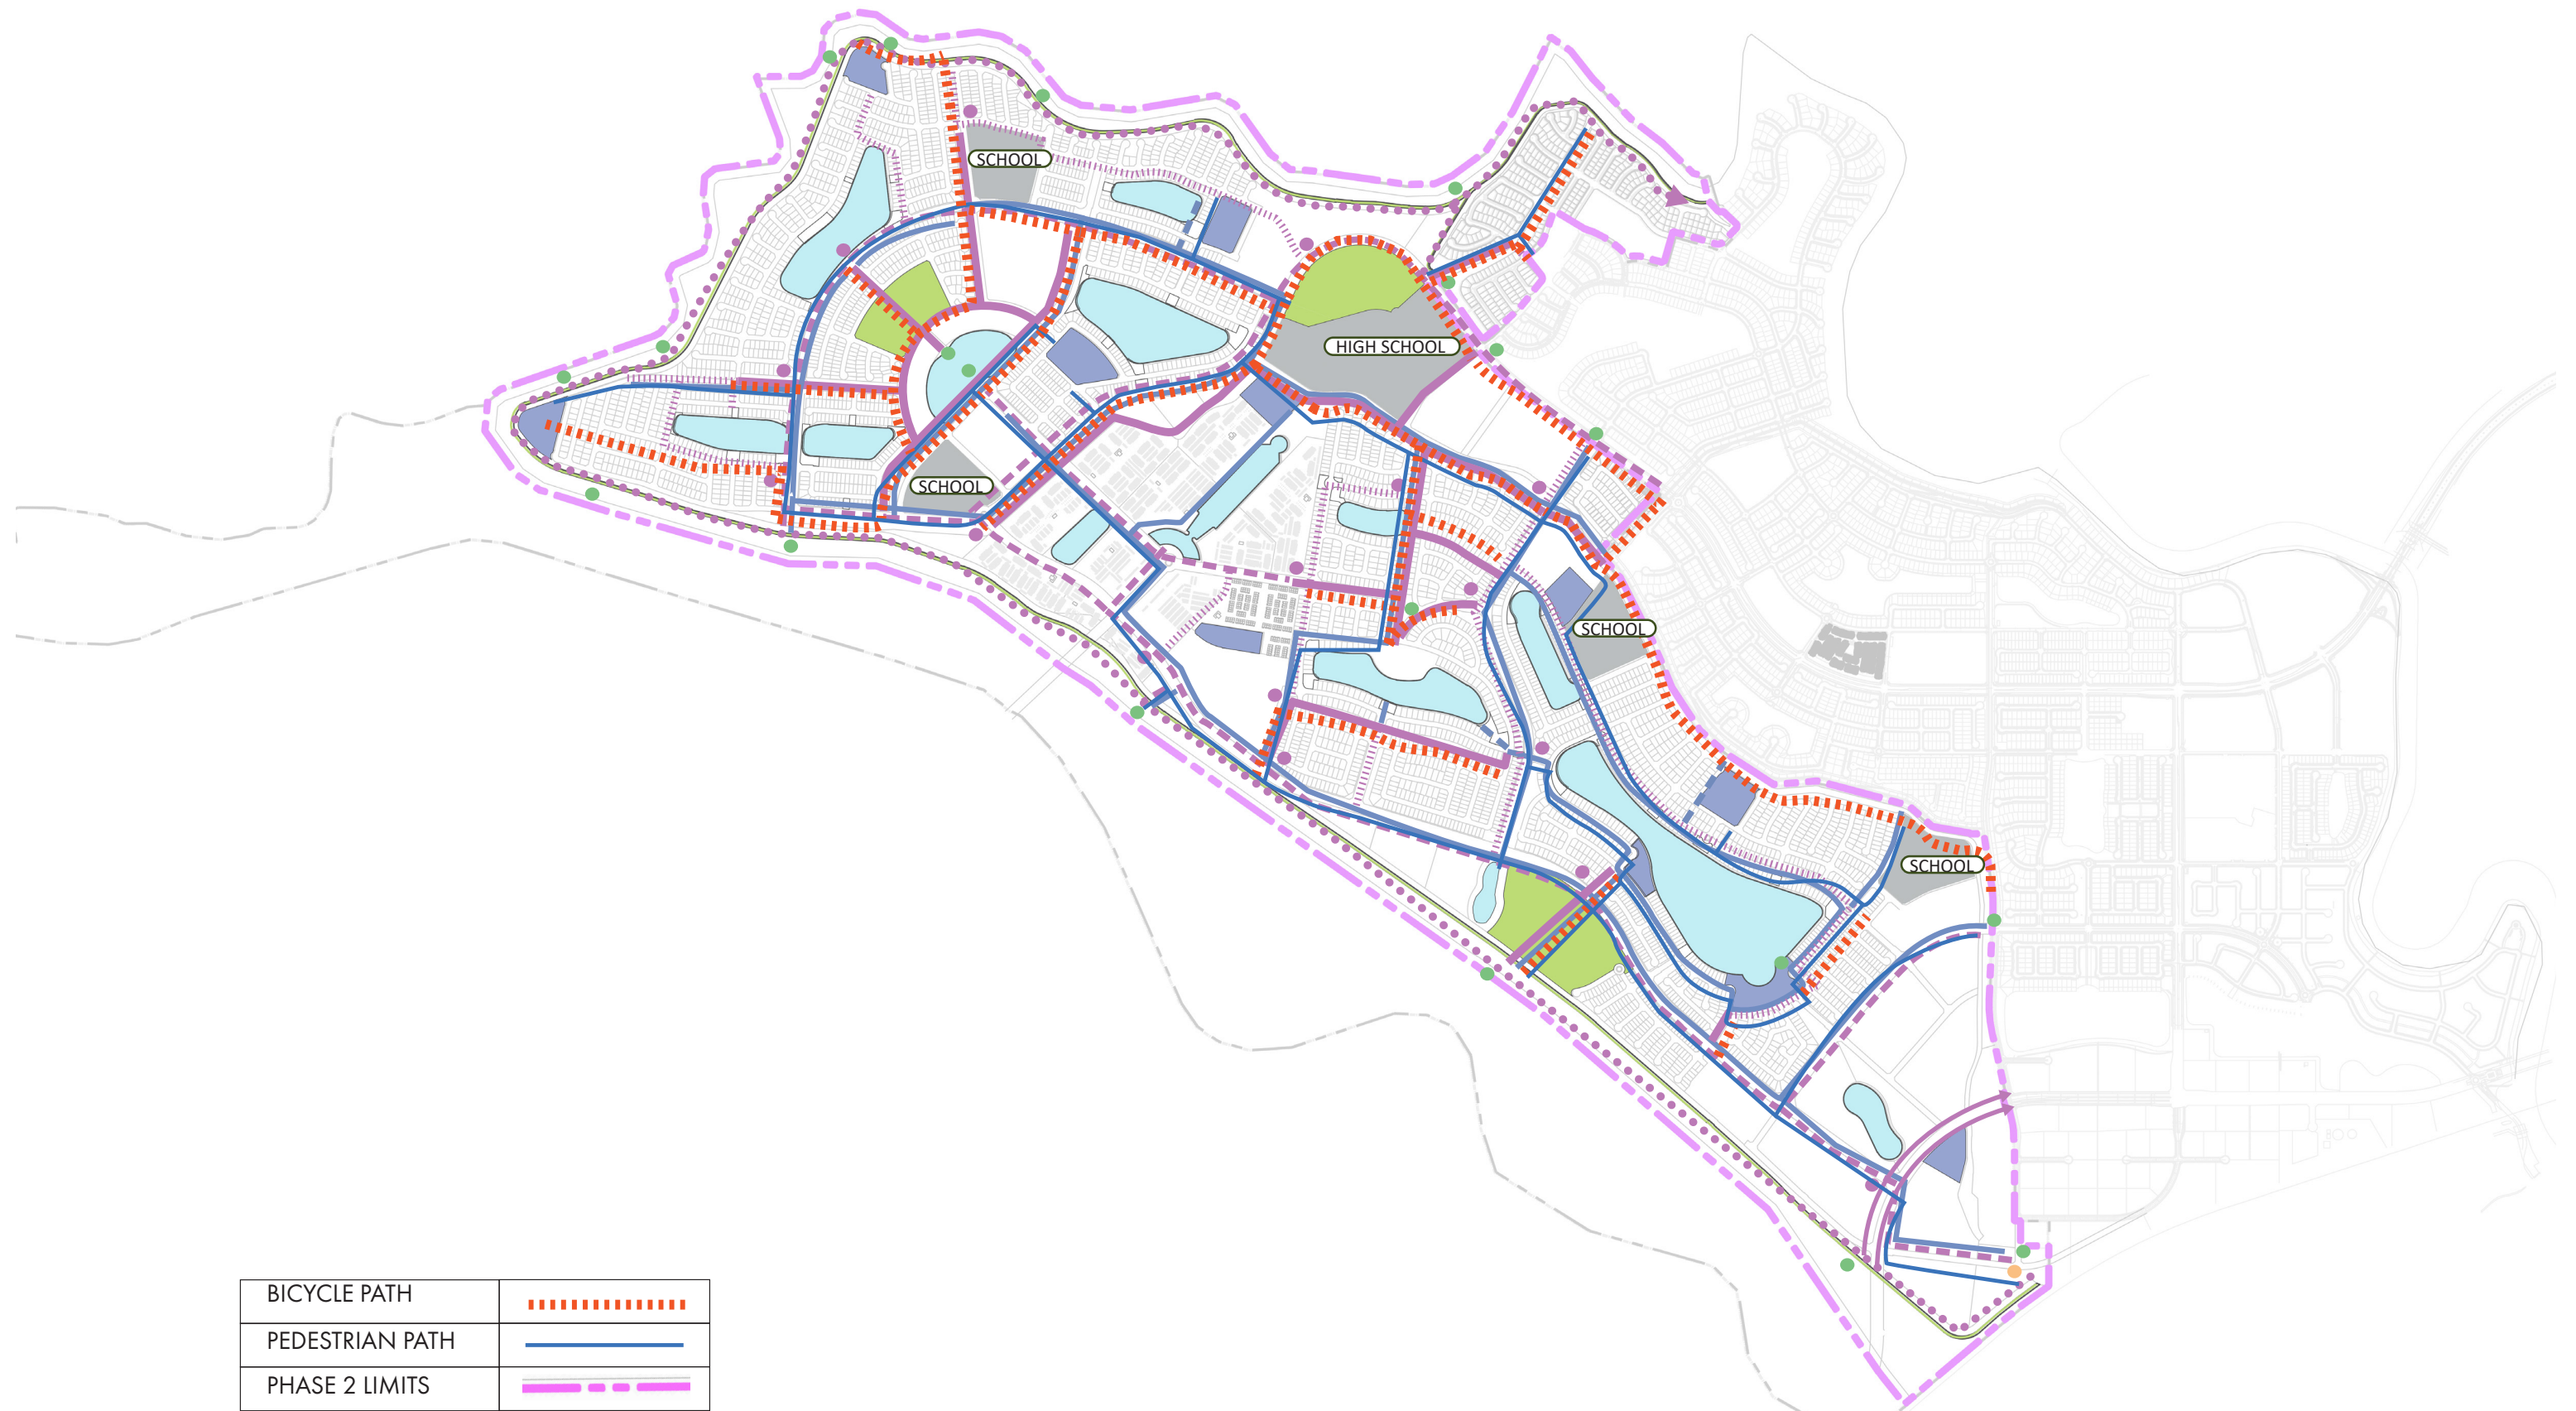 SCHOOL
HIGH SCHOOL
SCHOOL
SCHOOL
SCHOOL
BICYCLE PATH
PEDESTRIAN PATH
PHASE 2 LIMITS